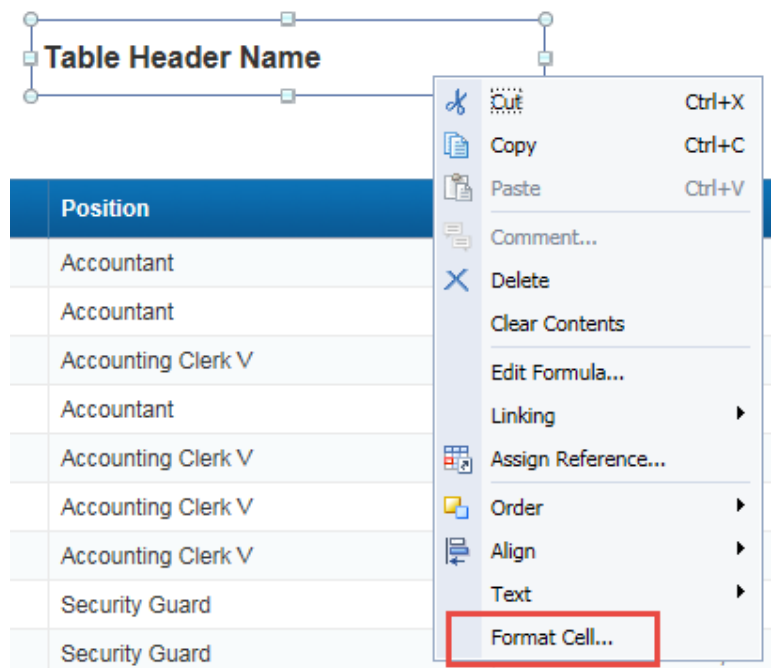 Table Header Name
Cut Ctrl+X
Copy Ctrl+C
Paste Ctrl+V
Comment...
Delete
Clear Contents
Edit Formula...
Linking
Assign Reference...
Order
Align
Text
Format Cell...
Position
Accountant
Accountant
Accounting Clerk V
Accountant
Accounting Clerk V
Accounting Clerk V
Accounting Clerk V
Security Guard
Security Guard